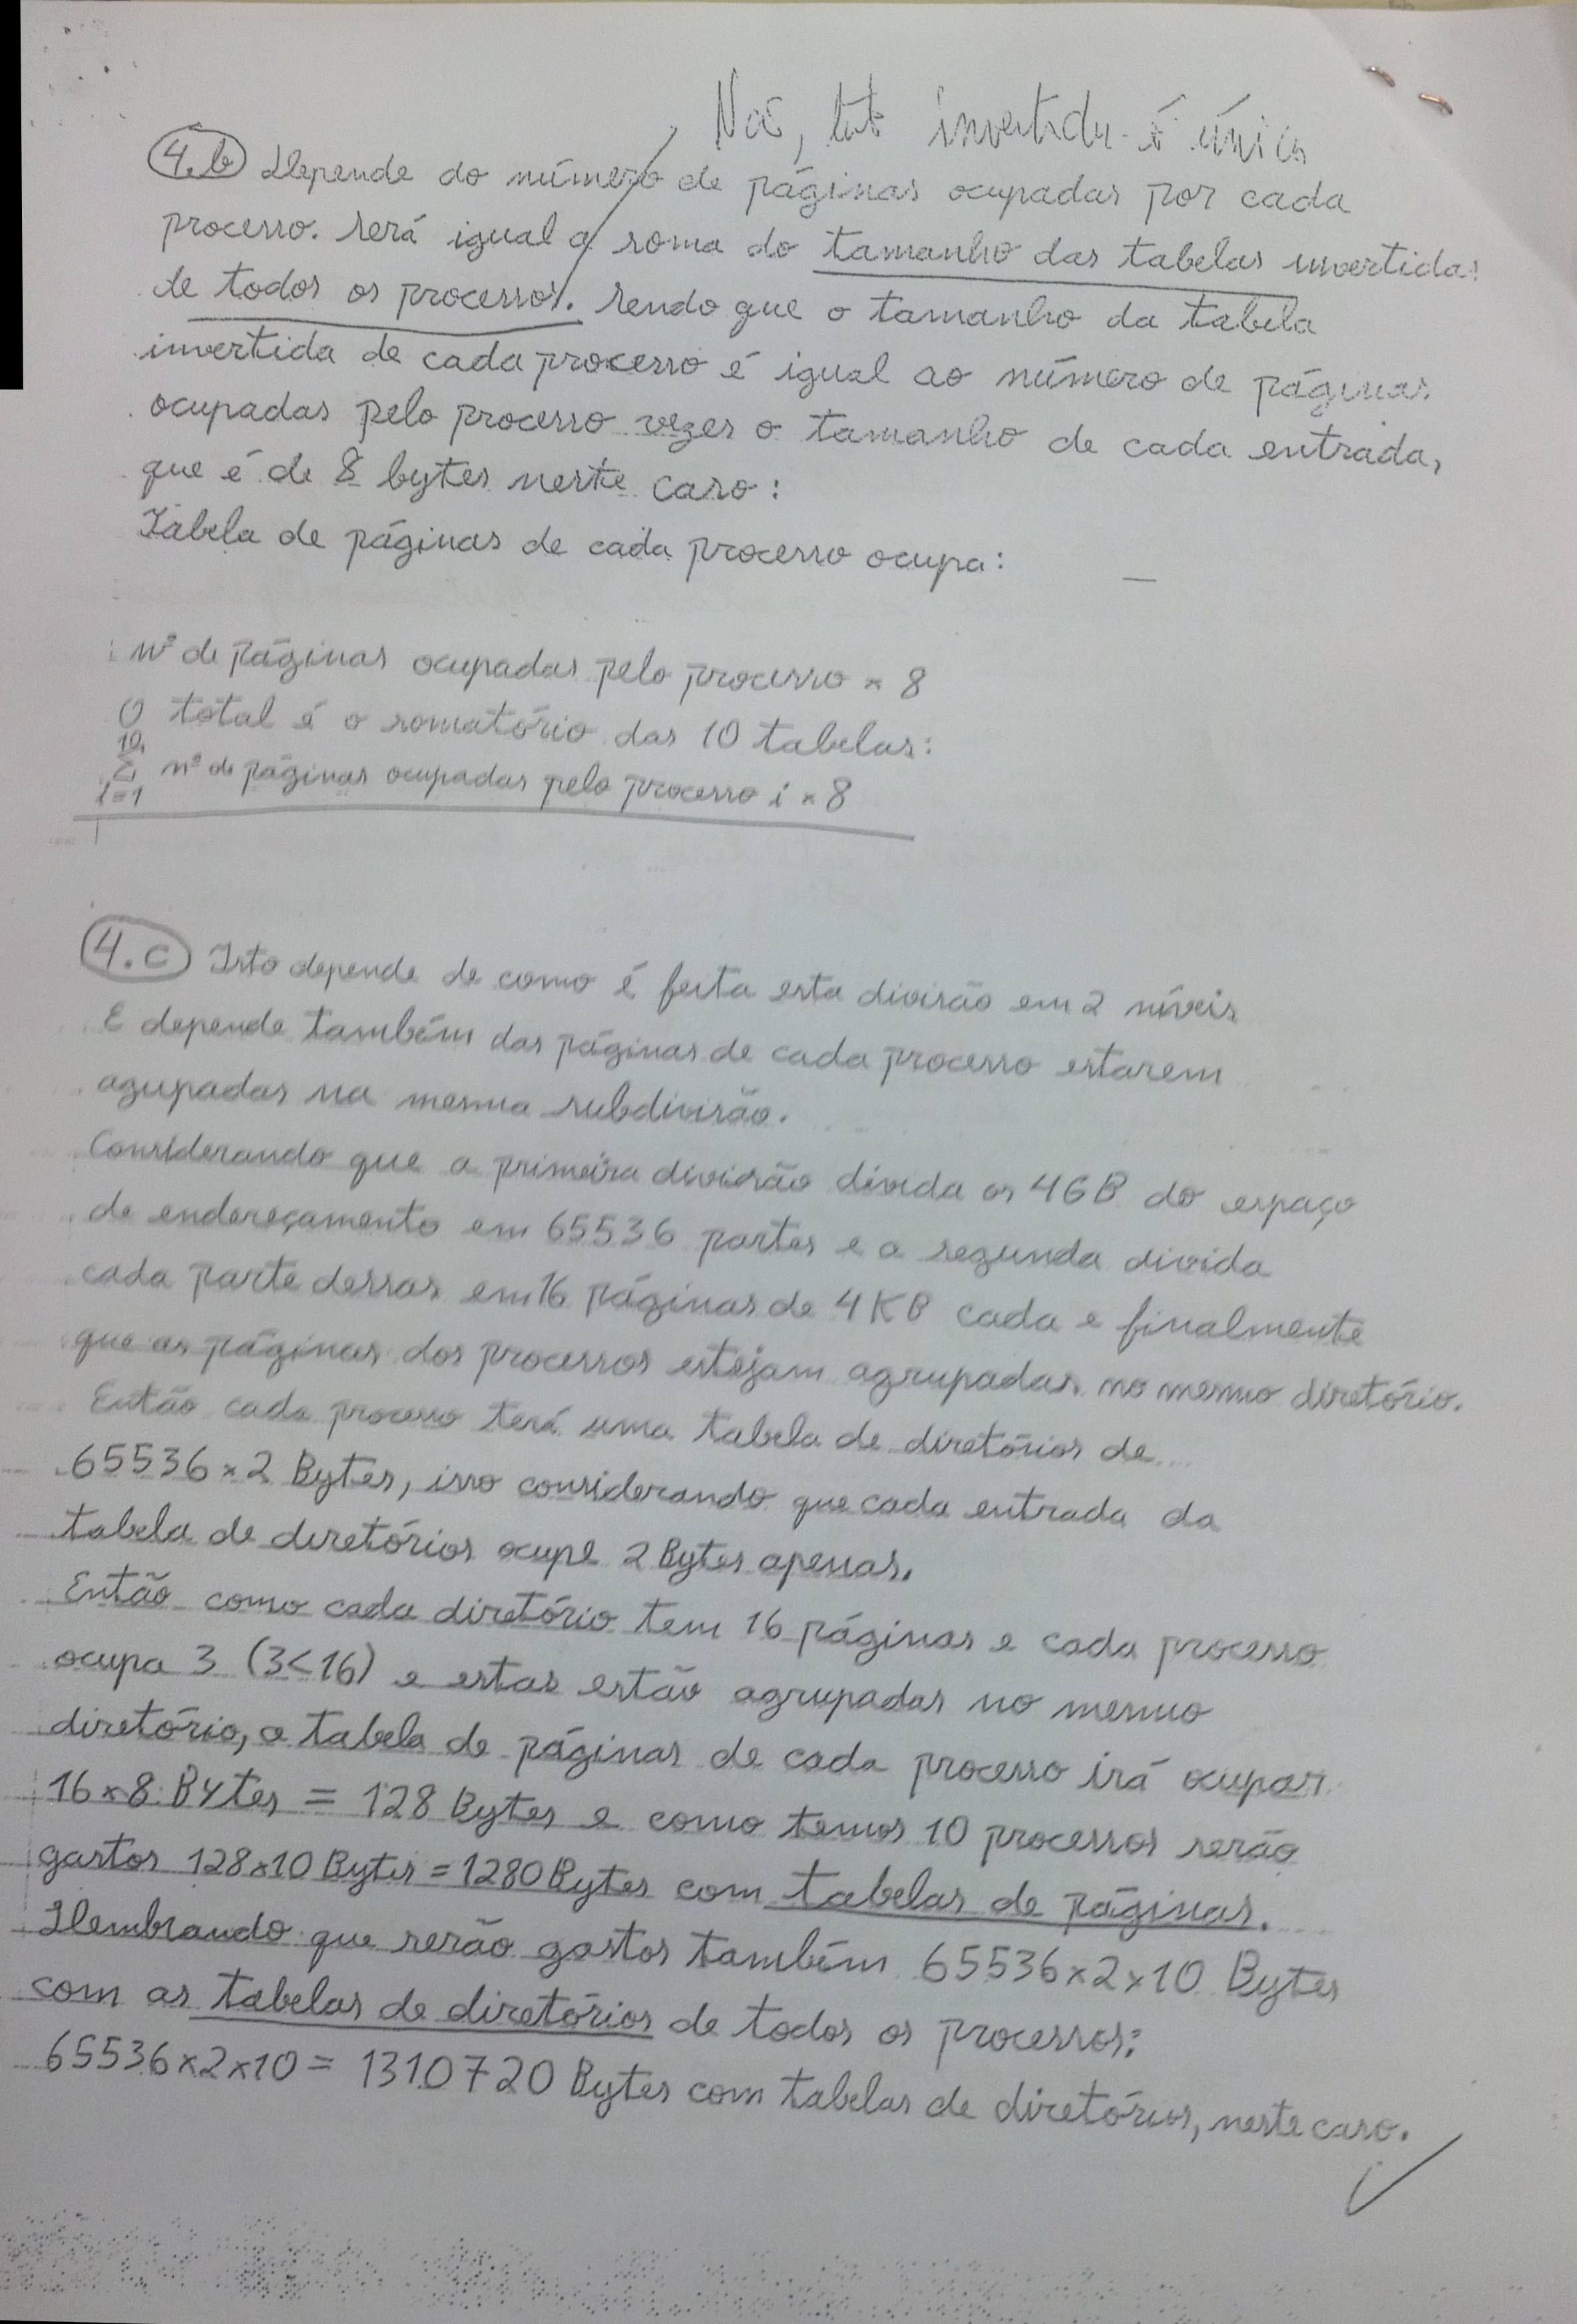 Não, tab invertida é única
4.b Depende do número de páginas ocupadas por cada
processo. Será igual a soma do tamanho das tabelas invertidas
de todos os processos. Sendo que o tamanho da tabela
invertida de cada processo é igual ao número de páginas
ocupadas pelo processo vezes o tamanho de cada entrada,
que é de 8 bytes neste caso:
Tabela de páginas de cada processo ocupa:
nº de páginas ocupadas pelo processo × 8
O total é o somatório das 10 tabelas:
10
Σ nº de páginas ocupadas pelo processo i × 8
i=1
4.c Isto depende de como é feita esta divisão em 2 níveis
E depende também das páginas de cada processo estarem
agupadas na mesma subdivisão.
Considerando que a primeira divisão divida os 4GB do espaço
de endereçamento em 65536 partes e a segunda divida
cada parte dessas em 16 páginas de 4KB cada e finalmente
que as páginas dos processos estejam agrupadas no mesmo diretório.
Então cada processo terá uma tabela de diretórios de
65536×2 Bytes, isso considerando que cada entrada da
tabela de diretórios ocupe 2 Bytes apenas.
Então como cada diretório tem 16 páginas e cada processo
ocupa 3 (3<16) e estas estão agrupadas no mesmo
diretório, a tabela de páginas de cada processo irá ocupar
16×8 Bytes = 128 Bytes e como temos 10 processos serão
gastos 128×10 Bytes = 1280 Bytes com tabelas de páginas.
Lembrando que serão gastos também 65536×2×10 Bytes
com as tabelas de diretórios de todos os processos:
65536×2×10 = 1310720 Bytes com tabelas de diretórios, neste caso.